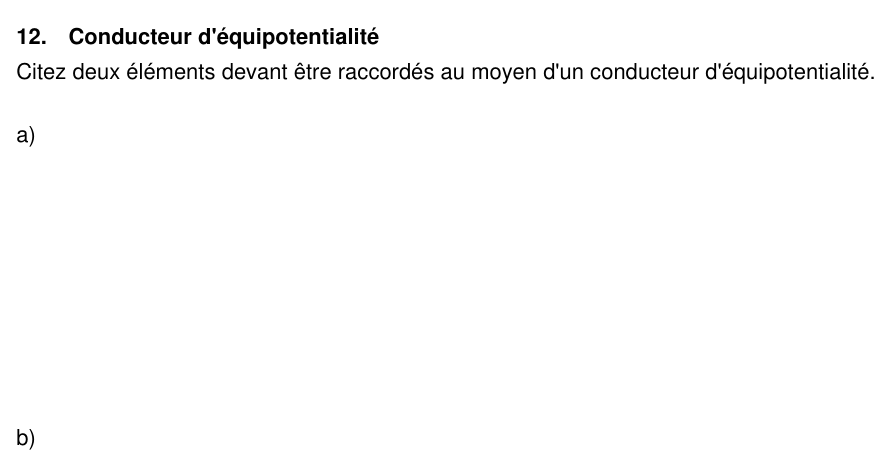 12. Conducteur d'équipotentialité
Citez deux éléments devant être raccordés au moyen d'un conducteur d'équipotentialité.
a)
b)